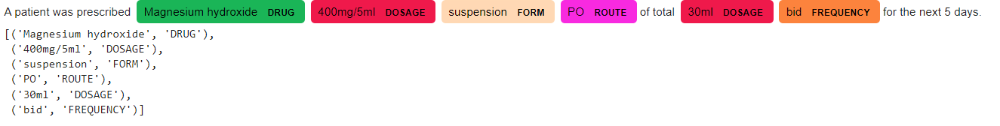 A patient was prescribed Magnesium hydroxide DRUG 400mg/5ml DOSAGE suspension FORM PO ROUTE of total 30ml DOSAGE bid FREQUENCY for the next 5 days.
[('Magnesium hydroxide', 'DRUG'),
('400mg/5ml', 'DOSAGE'),
('suspension', 'FORM'),
('PO', 'ROUTE'),
('30ml', 'DOSAGE'),
('bid', 'FREQUENCY')]